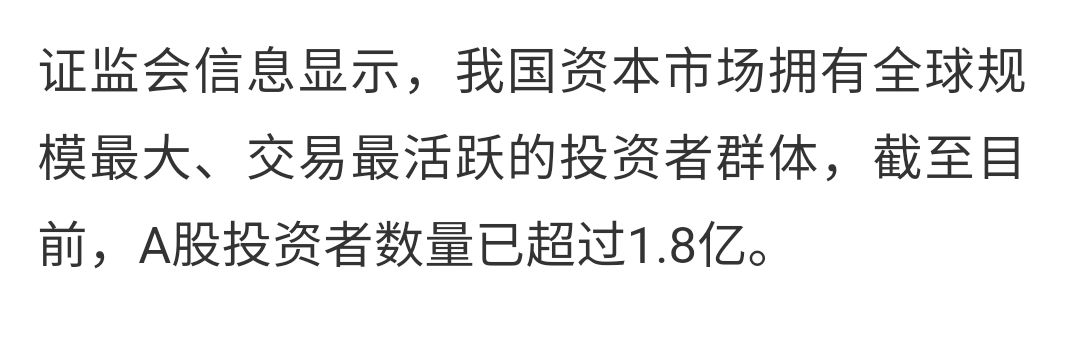 证监会信息显示，我国资本市场拥有全球规
模最大、交易最活跃的投资者群体，截至目
前，A股投资者数量已超过1.8亿。